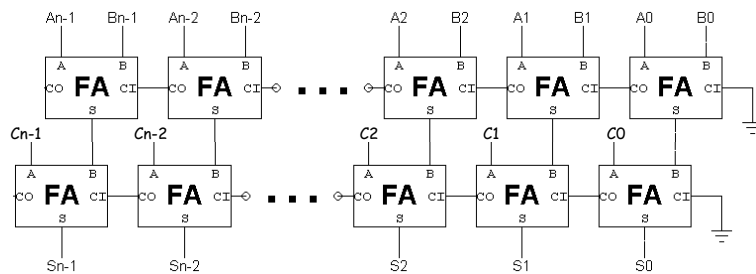 An-1 Bn-1 An-2 Bn-2 A2 B2 A1 B1 A0 B0
A B A B A B A B A B
CO FA CI CO FA CI ... CO FA CI CO FA CI CO FA CI
S S S S S
Cn-1 Cn-2 C2 C1 C0
A B A B A B A B A B
CO FA CI CO FA CI ... CO FA CI CO FA CI CO FA CI
S S S S S
Sn-1 Sn-2 S2 S1 S0